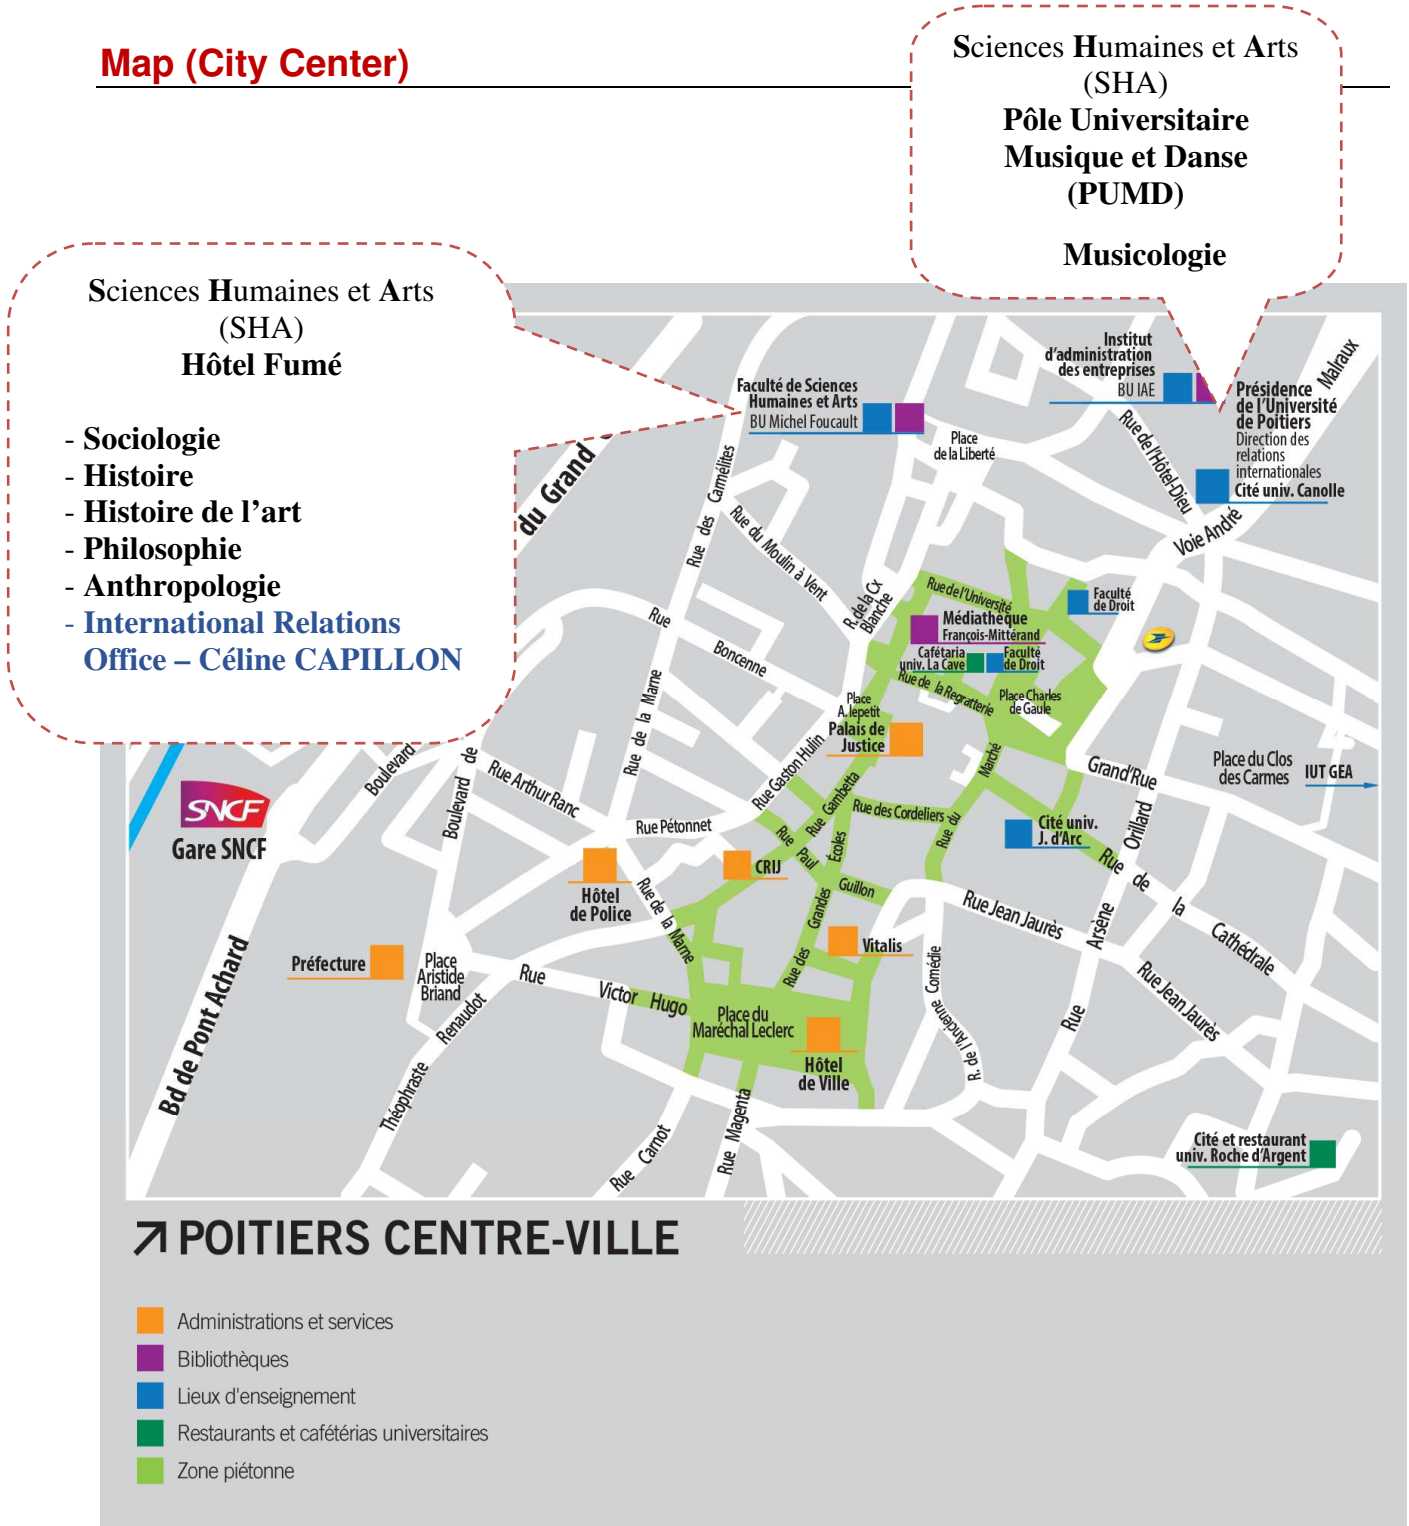 Map (City Center)
Sciences Humaines et Arts
(SHA)
Pôle Universitaire
Musique et Danse
(PUMD)
Musicologie
Sciences Humaines et Arts
(SHA)
Hôtel Fumé
- Sociologie
- Histoire
- Histoire de l’art
- Philosophie
- Anthropologie
- International Relations
Office – Céline CAPILLON
Institut
d'administration
des entreprises
BU IAE
Malraux
Présidence
de l'Université
de Poitiers
Direction des
relations
internationales
Cité univ. Canolle
Faculté de Sciences
Humaines et Arts
BU Michel Foucault
Place
de la Liberté
Rue de l'Hôtel-Dieu
Voie André
du Grand
Rue des Carmélites
Rue du Moulin à Vent
R. de la Cx
Blanche
Rue de l'Université
Faculté
de Droit
Médiathèque
François-Mittérand
Cafétaria
univ. La Cave
Faculté
de Droit
Rue de la Regratterie
Place Charles
de Gaule
Rue Boncenne
Place
A. lepetit
Palais de
Justice
Rue de la Marne
Rue Gaston Hulin
Rue Gambetta
Marché
Grand'Rue
Place du Clos
des Carmes
IUT GEA
Boulevard
Boulevard de
Rue Arthur Ranc
SNCF
Gare SNCF
Rue Pétonnet
Rue des Cordeliers
Rue du
Cité univ.
J. d'Arc
Orillard
Rue Paul Guillon
Écoles
CRIJ
Hôtel
de Police
Rue de la Marne
Rue de la Cathédrale
Rue Jean Jaurès
Arsène
Grandes
Vitalis
Préfecture
Place
Aristide
Briand
Rue des
Comédie
Rue Jean Jaurès
Rue Victor Hugo
Place du
Maréchal Leclerc
Rue
R. de l'Ancienne
Renaudot
Théophraste
Bd de Pont Achard
Hôtel
de Ville
Rue Carnot
Rue Magenta
Cité et restaurant
univ. Roche d'Argent
POITIERS CENTRE-VILLE
Administrations et services
Bibliothèques
Lieux d'enseignement
Restaurants et cafétérias universitaires
Zone piétonne